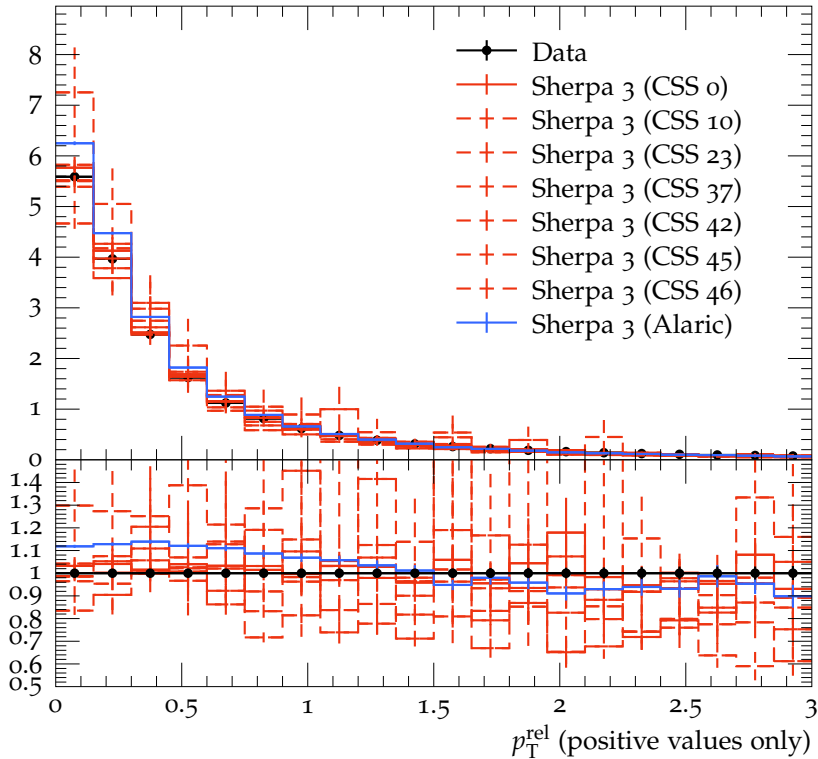 8
7
6
5
4
3
2
1
0
Data
Sherpa 3 (CSS 0)
Sherpa 3 (CSS 10)
Sherpa 3 (CSS 23)
Sherpa 3 (CSS 37)
Sherpa 3 (CSS 42)
Sherpa 3 (CSS 45)
Sherpa 3 (CSS 46)
Sherpa 3 (Alaric)
1.4
1.3
1.2
1.1
1
0.9
0.8
0.7
0.6
0.5
0 0.5 1 1.5 2 2.5 3
p_T^rel (positive values only)